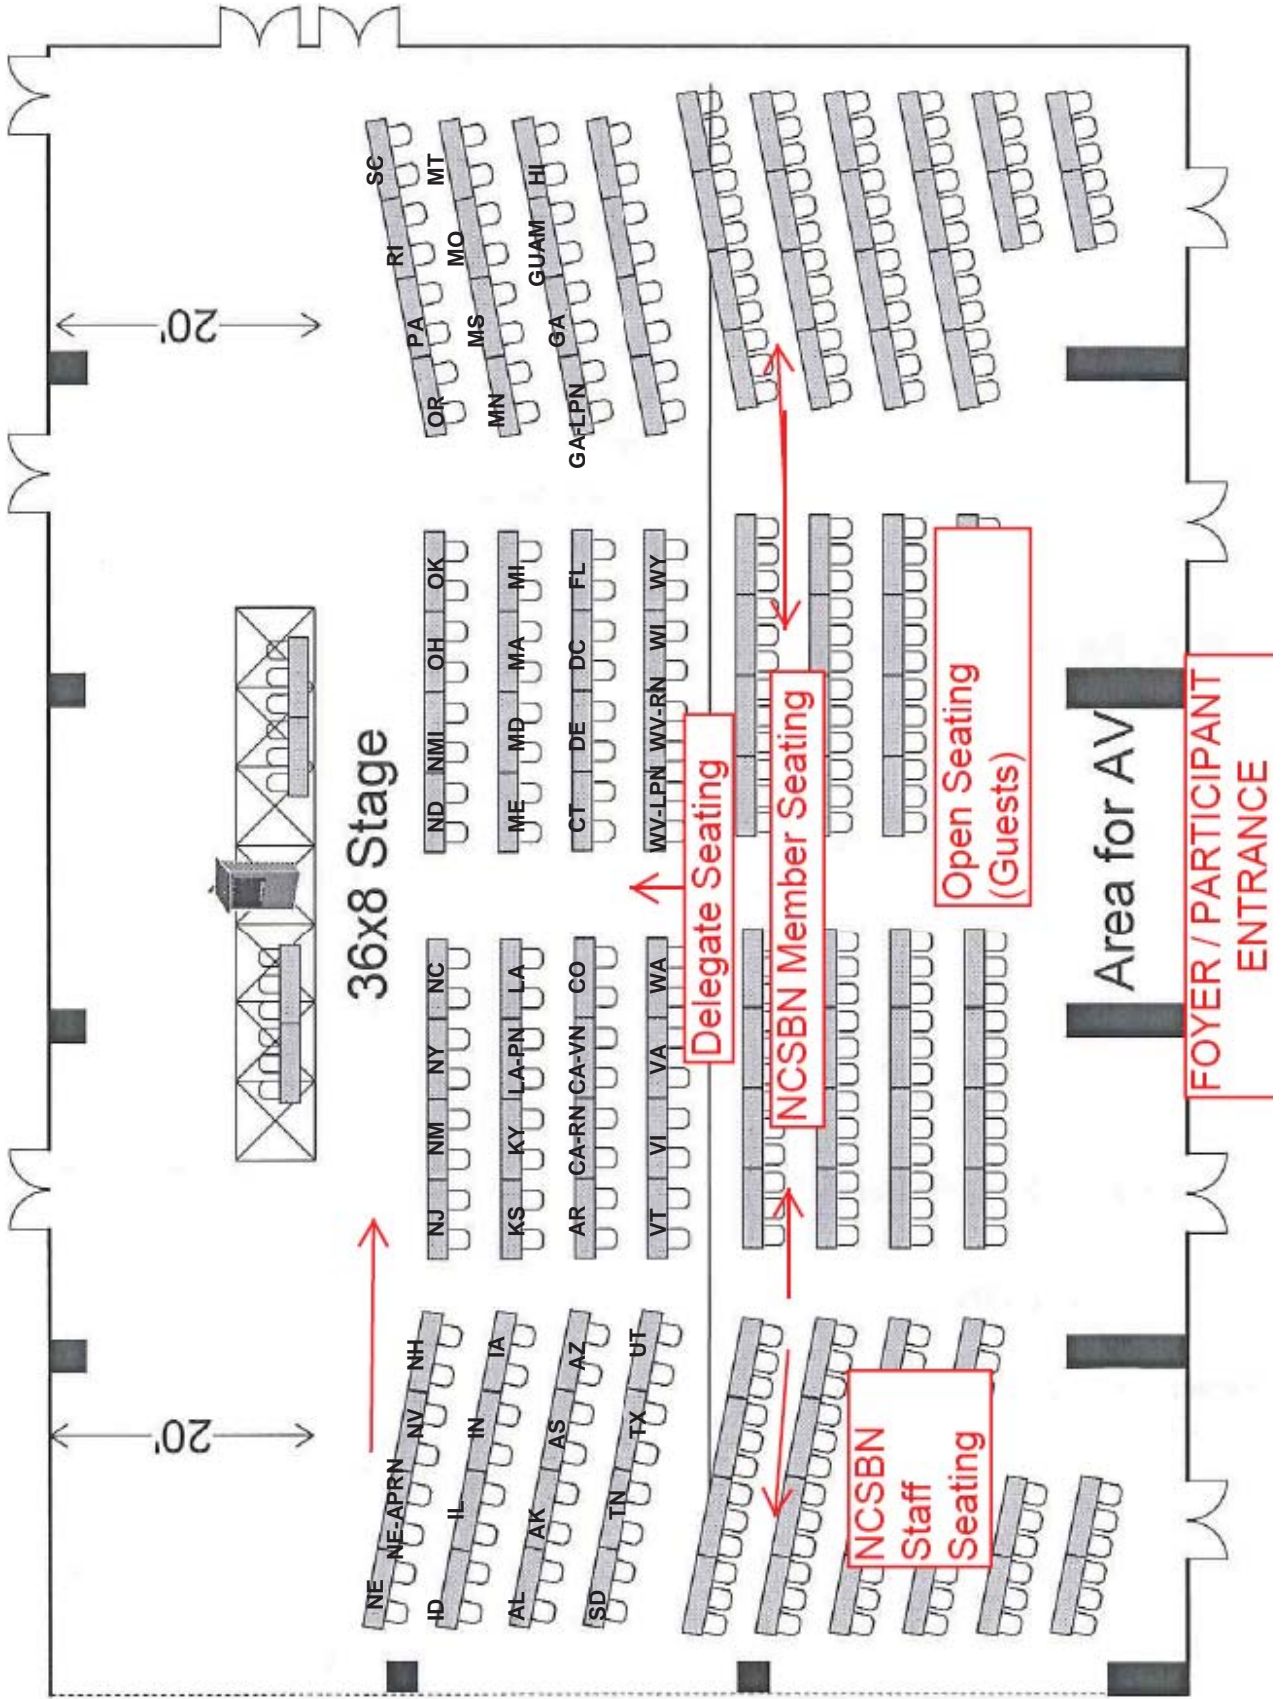 20'
20'
36x8 Stage
NE NE-APRN NV NH NJ NM NY NC ND NMI OH OK OR PA RI SC
ID IL IN IA KS KY LA-PN LA ME MD MA MI MN MS MO MT
AL AK AS AZ AR CA-RN CA-VN CO CT DE DC FL GA-LPN GA GUAM HI
SD TN TX UT VT VI VA WA WV-LPN WV-RN WI WY
Delegate Seating
NCSBN Member Seating
NCSBN
Staff
Seating
Open Seating
(Guests)
Area for AV
FOYER / PARTICIPANT
ENTRANCE